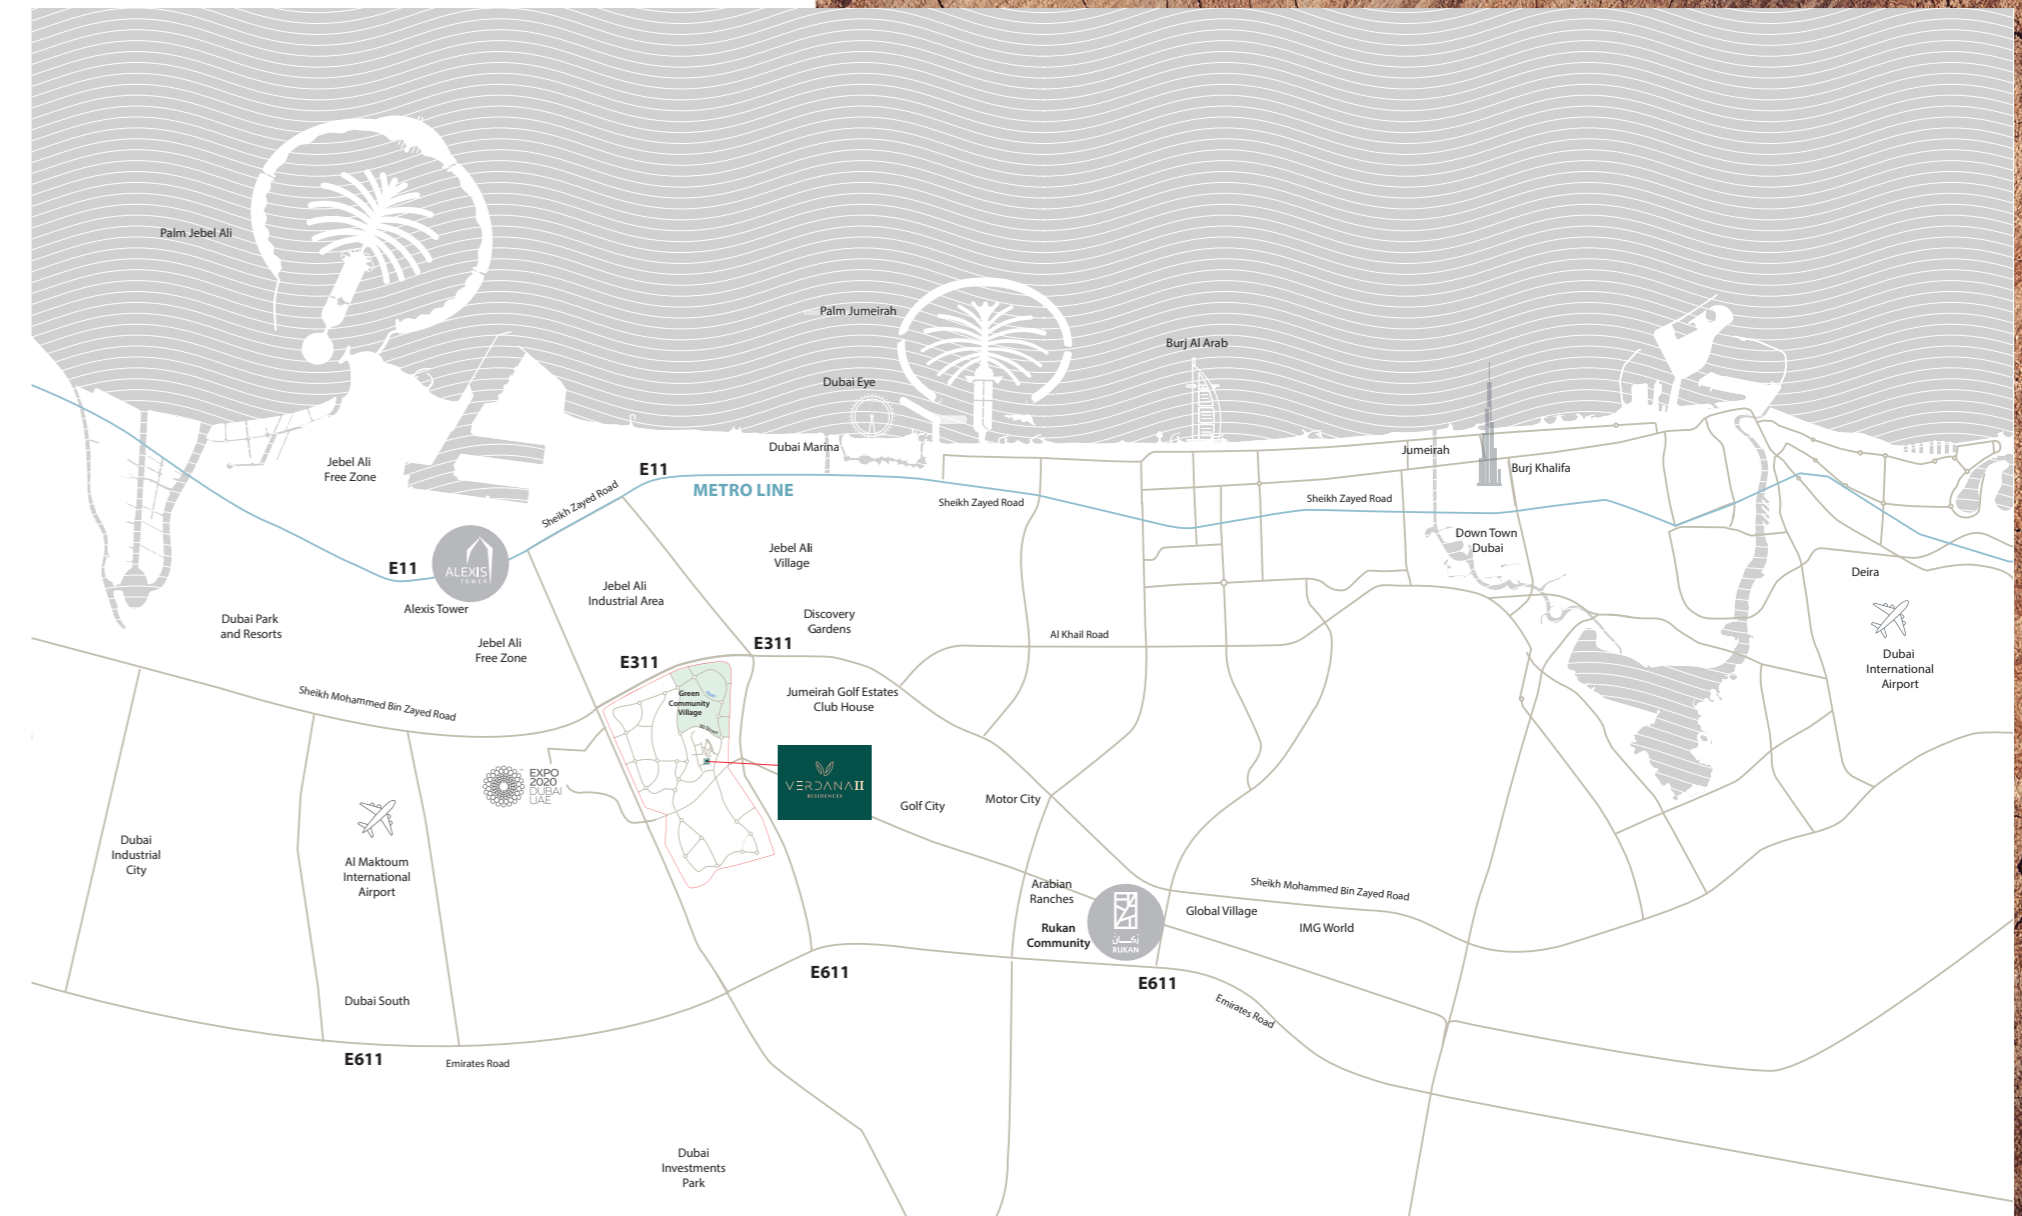 Palm Jebel Ali
Palm Jumeirah
Burj Al Arab
Dubai Eye
Dubai Marina
Jumeirah
Burj Khalifa
Jebel Ali
Free Zone
E11
METRO LINE
Sheikh Zayed Road
Sheikh Zayed Road
Sheikh Zayed Road
Down Town
Dubai
Jebel Ali
Village
E11
ALEXIS
TOWER
Alexis Tower
Jebel Ali
Industrial Area
Deira
Dubai Park
and Resorts
Discovery
Gardens
Al Khail Road
Jebel Ali
Free Zone
E311
E311
Dubai
International
Airport
Sheikh Mohammed Bin Zayed Road
Green
Community
Village
Jumeirah Golf Estates
Club House
EXPO
2020
DUBAI
UAE
VERDANA II
RESIDENCES
Golf City
Motor City
Dubai
Industrial
City
Al Maktoum
International
Airport
Arabian
Ranches
Rukan
Community
رُكــان
RUKAN
Sheikh Mohammed Bin Zayed Road
Global Village
IMG World
E611
E611
Emirates Road
Dubai South
E611
Emirates Road
Dubai
Investments
Park